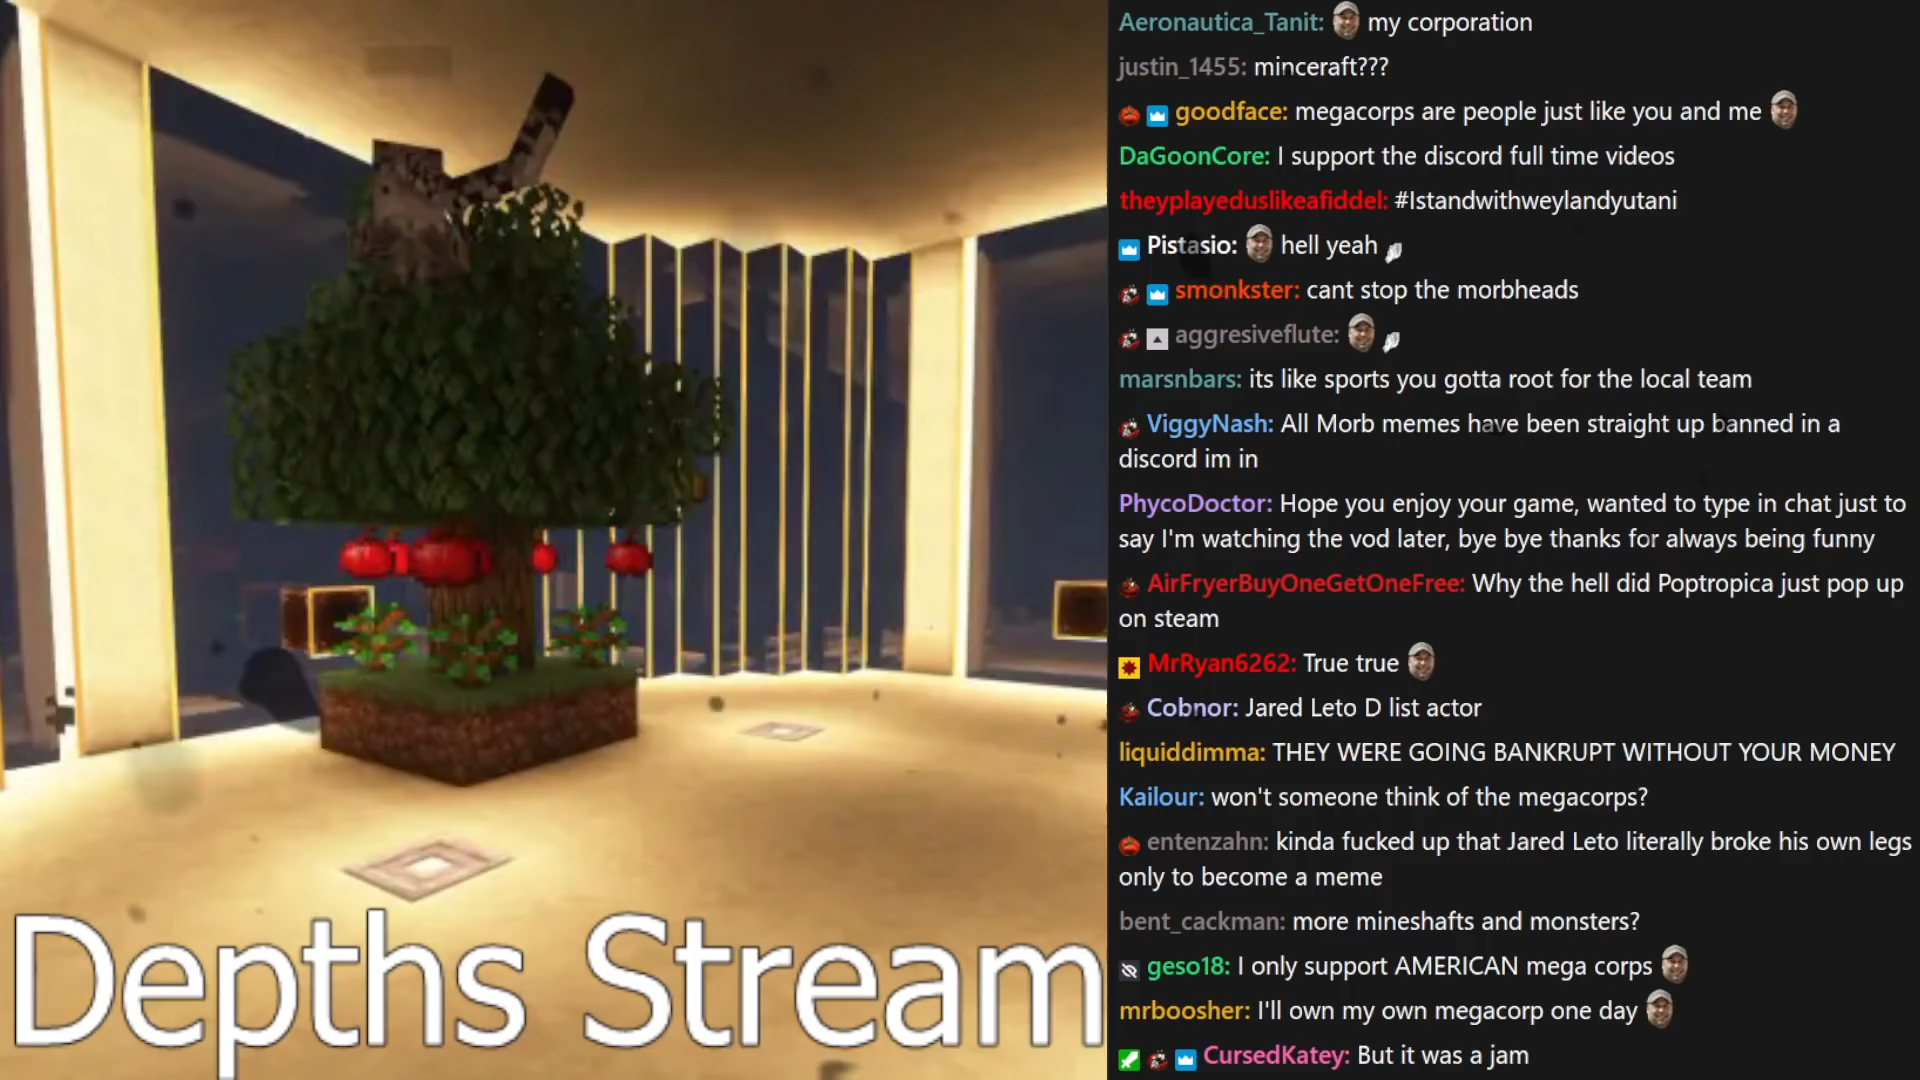 Aeronautica_Tanit: my corporation
justin_1455: minceraft???
goodface: megacorps are people just like you and me
DaGoonCore: I support the discord full time videos
theyplayeduslikeafiddel: #Istandwithweylandyutani
Pistasio: hell yeah
smonkster: cant stop the morbheads
aggresiveflute:
marsnbars: its like sports you gotta root for the local team
ViggyNash: All Morb memes have been straight up banned in a
discord im in
PhycoDoctor: Hope you enjoy your game, wanted to type in chat just to
say I'm watching the vod later, bye bye thanks for always being funny
AirFryerBuyOneGetOneFree: Why the hell did Poptropica just pop up
on steam
MrRyan6262: True true
Cobnor: Jared Leto D list actor
liquiddimma: THEY WERE GOING BANKRUPT WITHOUT YOUR MONEY
Kailour: won't someone think of the megacorps?
entenzahn: kinda fucked up that Jared Leto literally broke his own legs
only to become a meme
bent_cackman: more mineshafts and monsters?
geso18: I only support AMERICAN mega corps
mrboosher: I'll own my own megacorp one day
CursedKatey: But it was a jam
Depths Stream